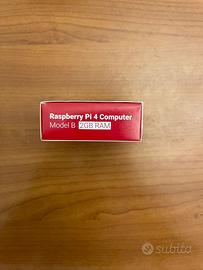 Raspberry Pi 4 Computer
Model B 2GB RAM
subito